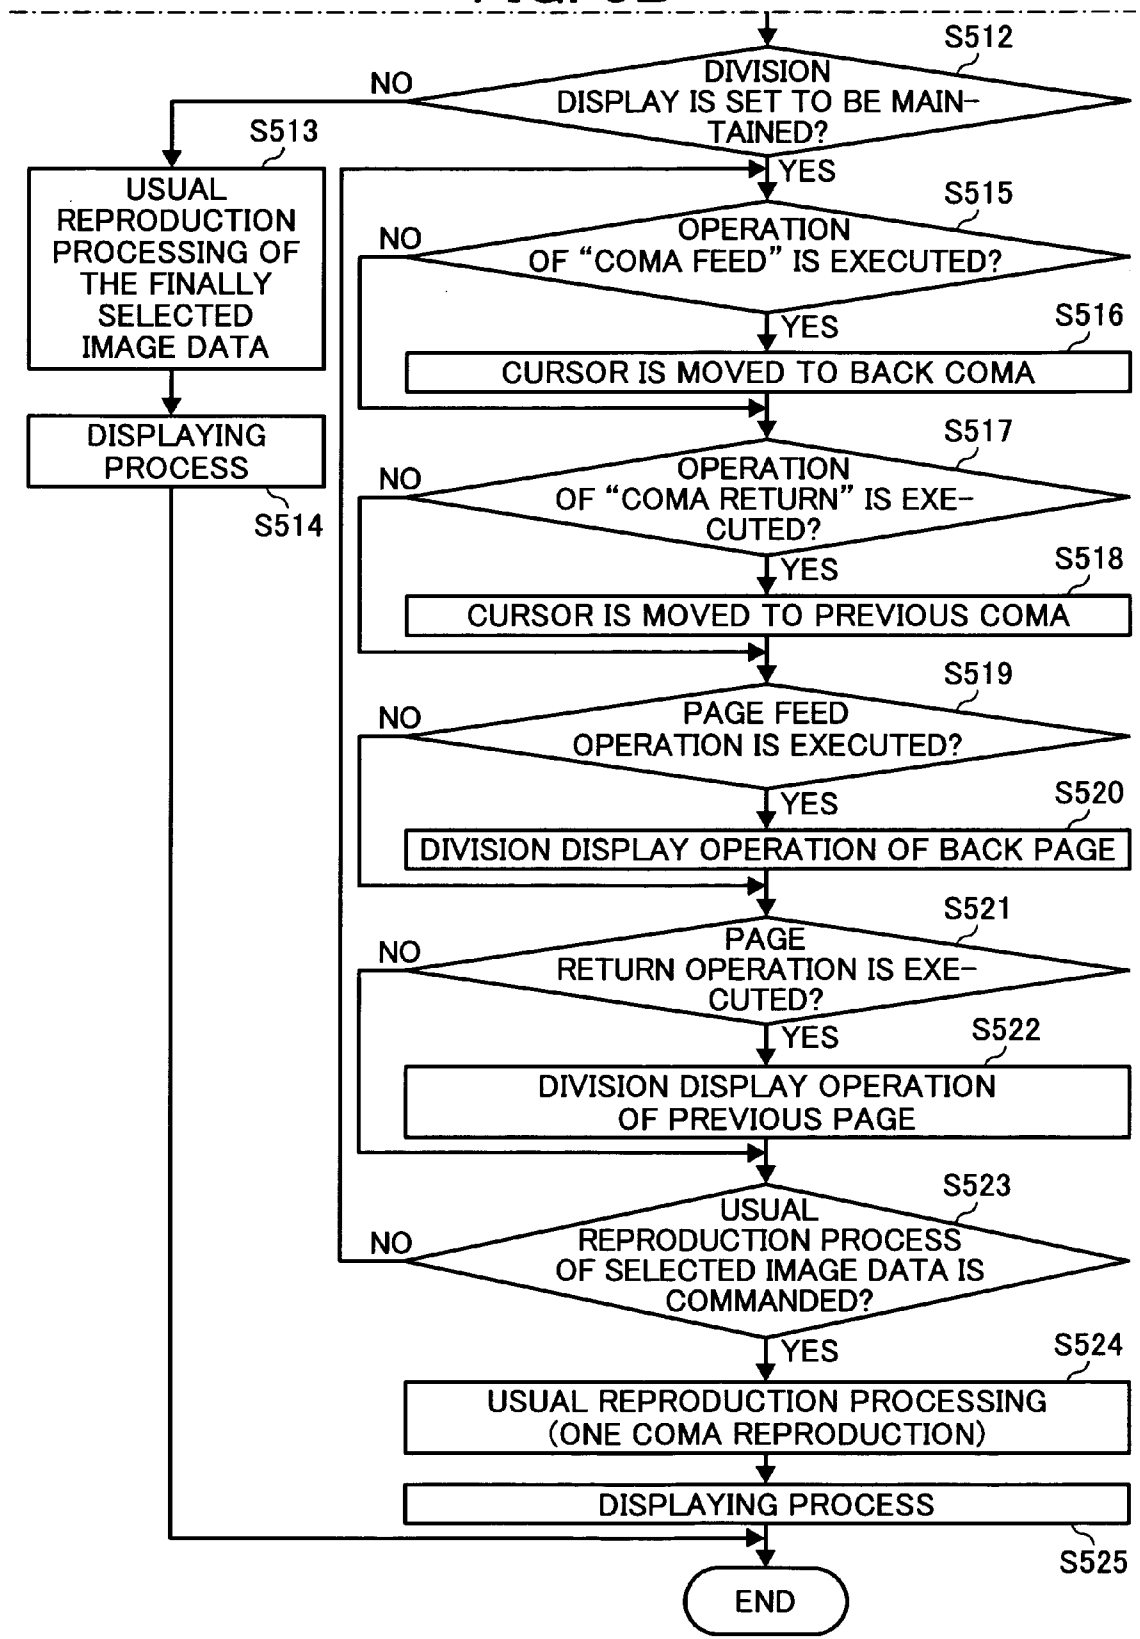 S512
DIVISION
DISPLAY IS SET TO BE MAIN-
TAINED?
NO
YES
S513
USUAL
REPRODUCTION
PROCESSING OF
THE FINALLY
SELECTED
IMAGE DATA
DISPLAYING
PROCESS
S514
S515
OPERATION
OF “COMA FEED” IS EXECUTED?
NO
YES
S516
CURSOR IS MOVED TO BACK COMA
S517
OPERATION
OF “COMA RETURN” IS EXE-
CUTED?
NO
YES
S518
CURSOR IS MOVED TO PREVIOUS COMA
S519
PAGE FEED
OPERATION IS EXECUTED?
NO
YES
S520
DIVISION DISPLAY OPERATION OF BACK PAGE
S521
PAGE
RETURN OPERATION IS EXE-
CUTED?
NO
YES
S522
DIVISION DISPLAY OPERATION
OF PREVIOUS PAGE
S523
USUAL
REPRODUCTION PROCESS
OF SELECTED IMAGE DATA IS
COMMANDED?
NO
YES
S524
USUAL REPRODUCTION PROCESSING
(ONE COMA REPRODUCTION)
DISPLAYING PROCESS
S525
END